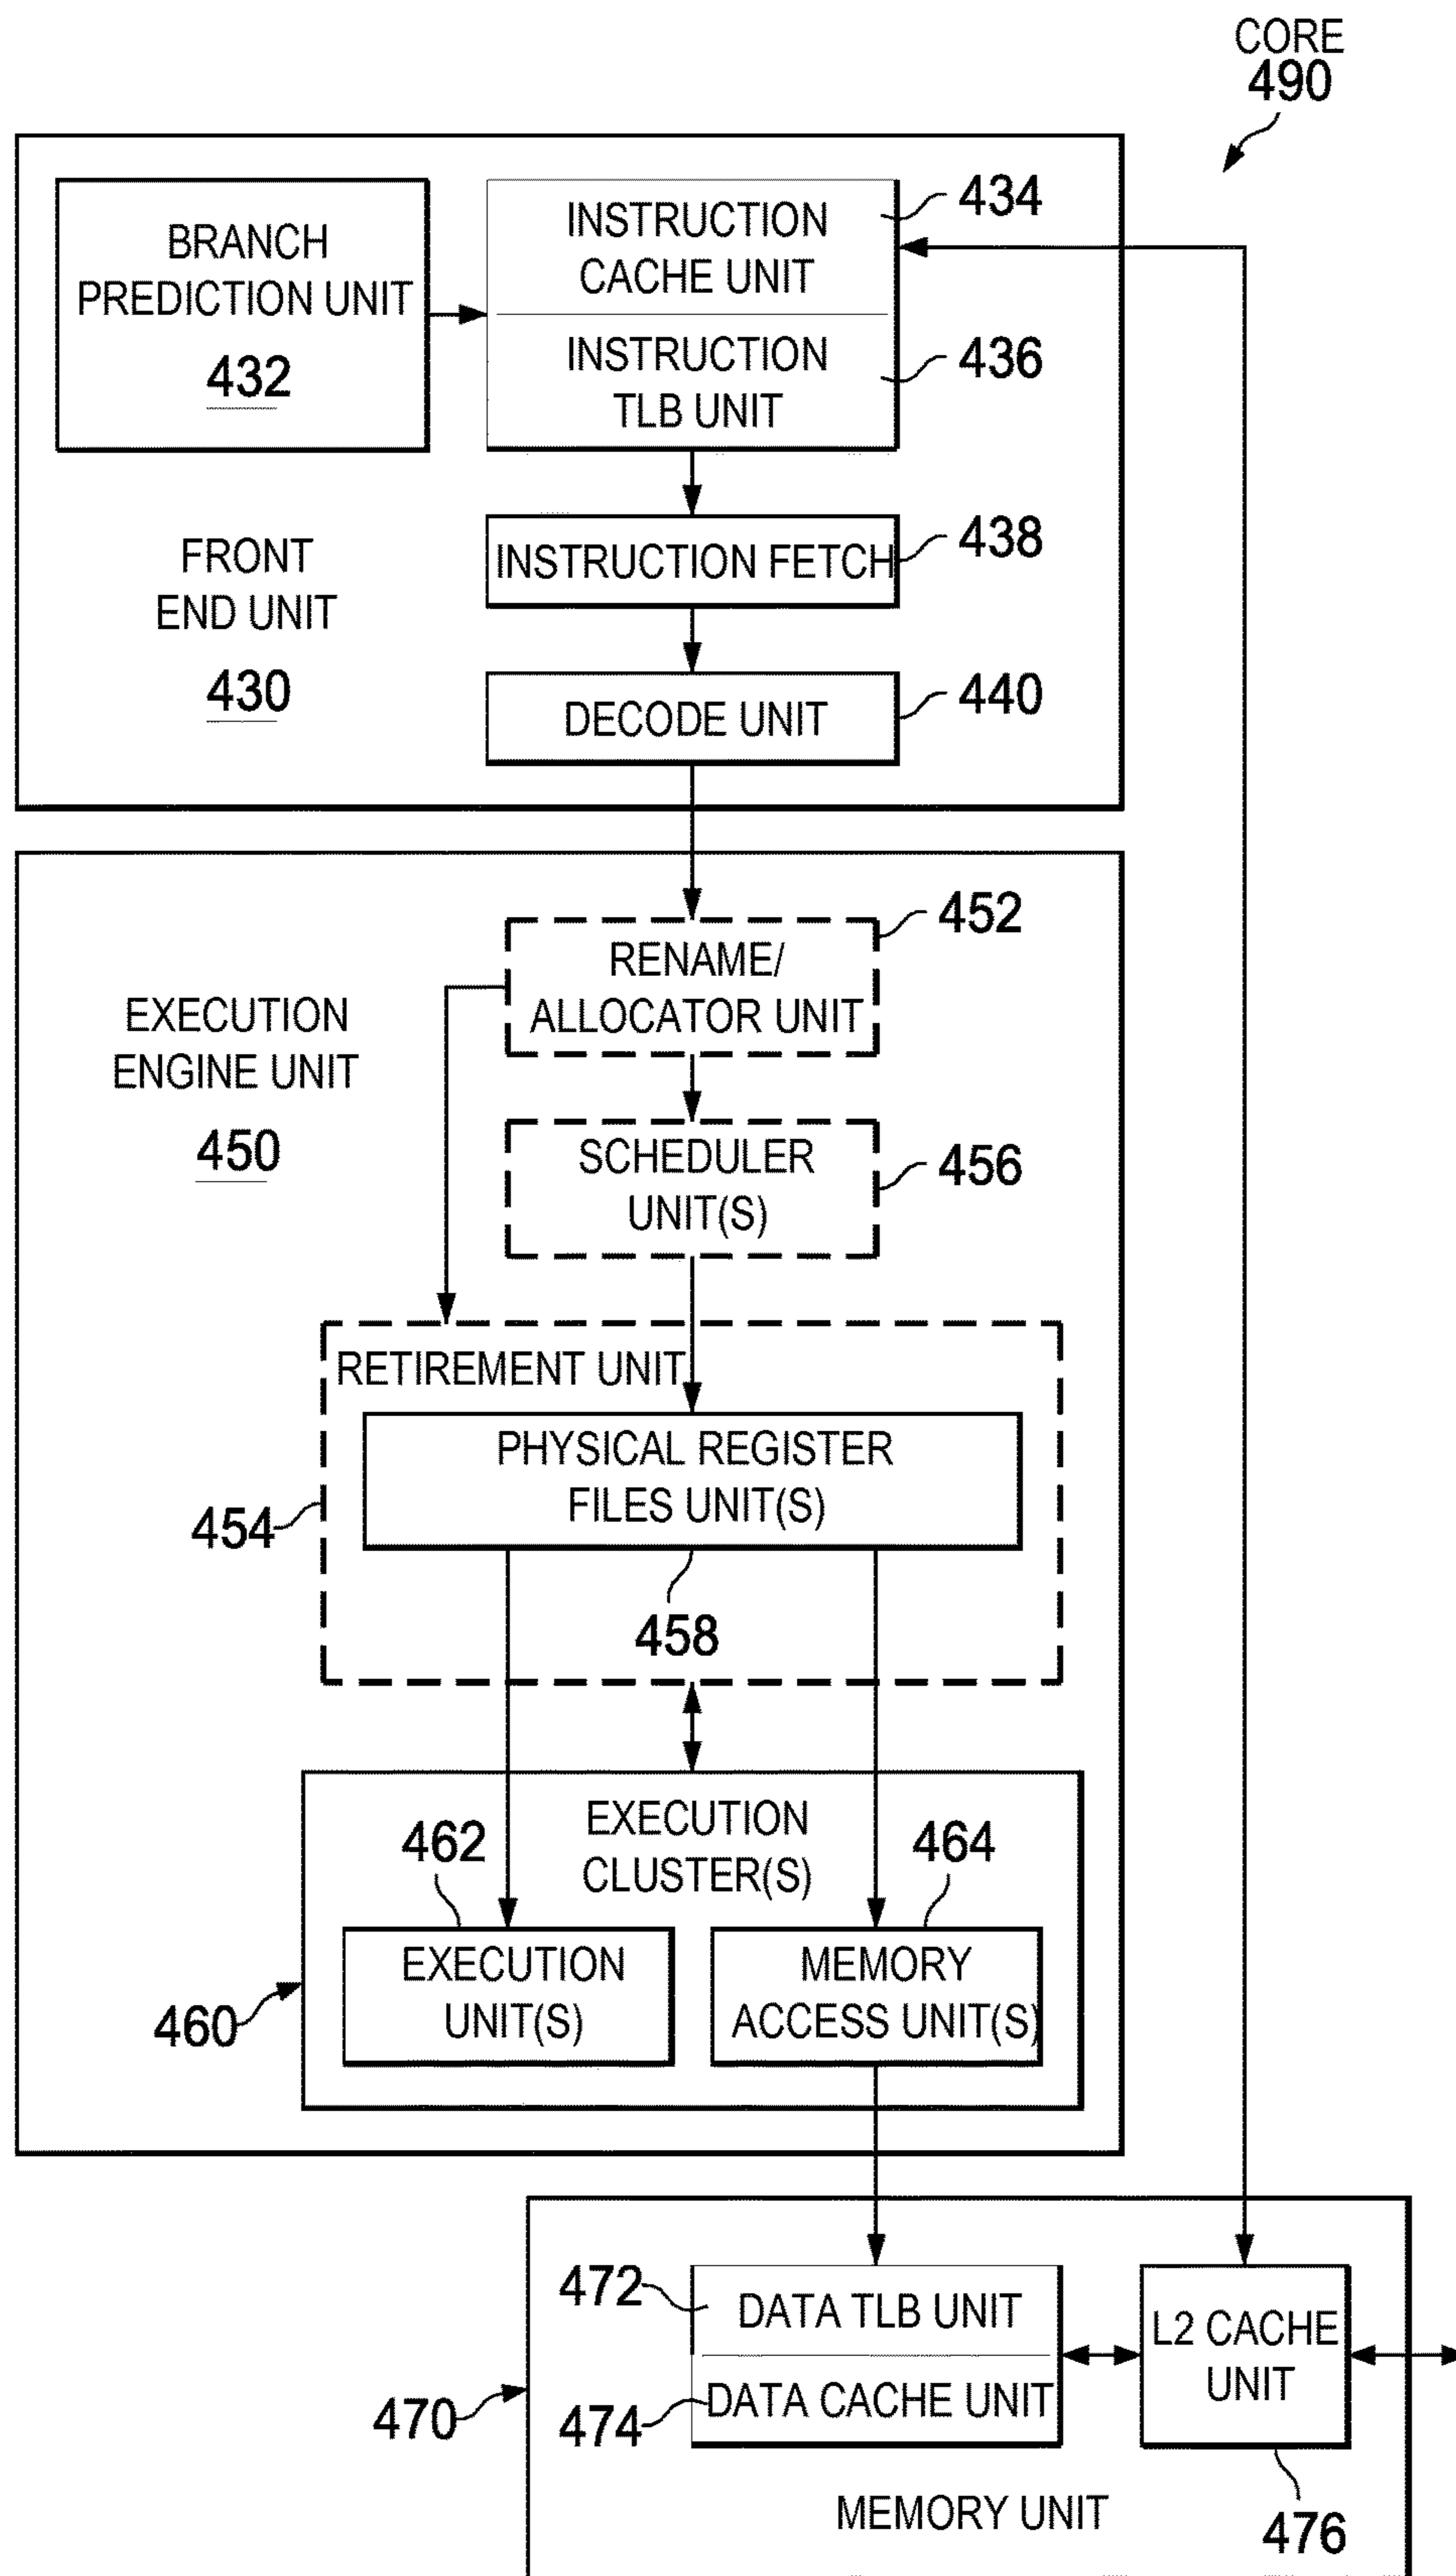 CORE
490
BRANCH
PREDICTION UNIT
432
INSTRUCTION
CACHE UNIT
434
INSTRUCTION
TLB UNIT
436
FRONT
END UNIT
430
INSTRUCTION FETCH
438
DECODE UNIT
440
EXECUTION
ENGINE UNIT
450
RENAME/
ALLOCATOR UNIT
452
SCHEDULER
UNIT(S)
456
RETIREMENT UNIT
PHYSICAL REGISTER
FILES UNIT(S)
454
458
EXECUTION
CLUSTER(S)
462
464
EXECUTION
UNIT(S)
MEMORY
ACCESS UNIT(S)
460
472
DATA TLB UNIT
L2 CACHE
UNIT
470
474
DATA CACHE UNIT
MEMORY UNIT
476